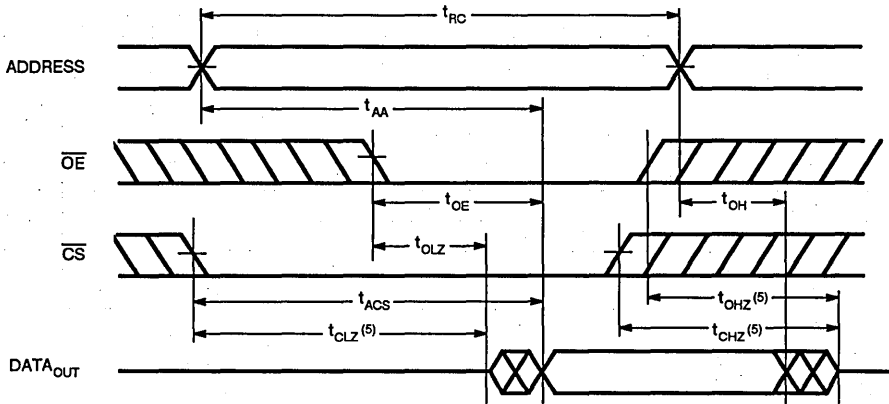 tRC
ADDRESS
tAA
OE
tOE
tOH
CS
tOLZ
tACS
tOHZ (5)
tCLZ (5)
tCHZ (5)
DATAOUT